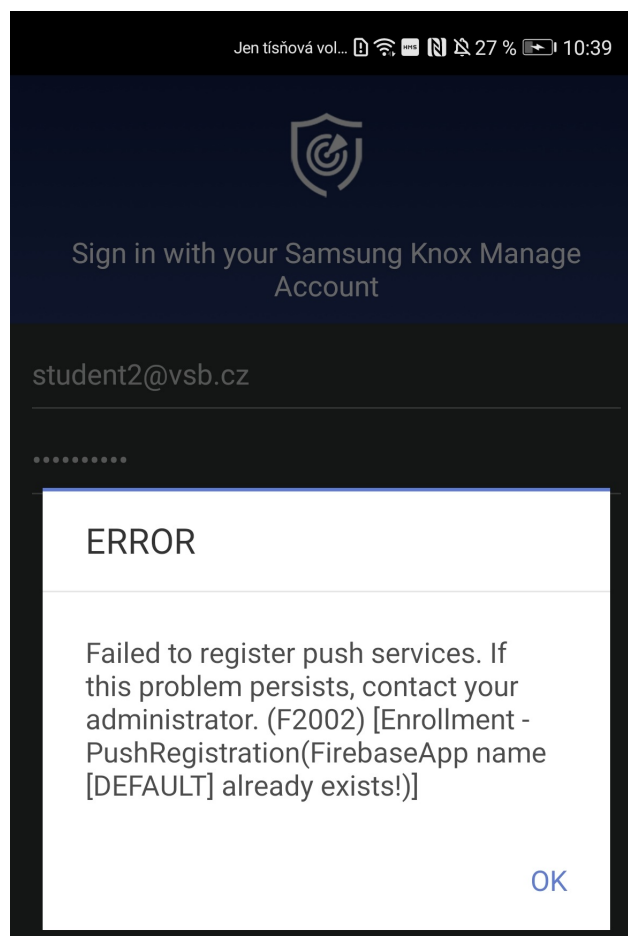 Jen tísňová vol... HMS 27 % 10:39
Sign in with your Samsung Knox Manage
Account
student2@vsb.cz
••••••••••
ERROR
Failed to register push services. If
this problem persists, contact your
administrator. (F2002) [Enrollment -
PushRegistration(FirebaseApp name
[DEFAULT] already exists!)]
OK